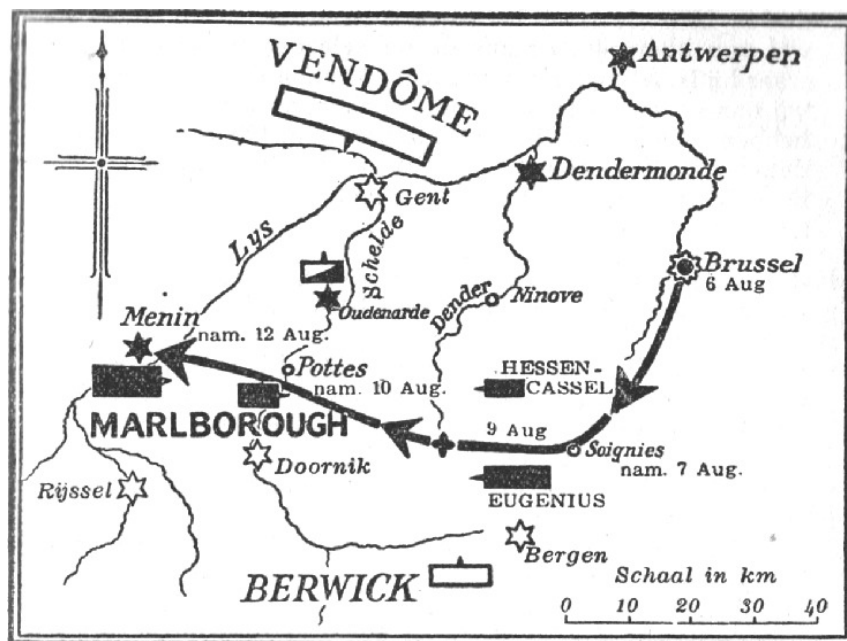 Antwerpen
VENDÔME
Dendermonde
Gent
Lys
Schelde
Brussel
6 Aug
Oudenarde
Dender
Ninove
Menin
nam. 12 Aug.
Pottes
nam. 10 Aug.
HESSEN-
CASSEL
MARLBOROUGH
9 Aug
Soignies
nam. 7 Aug.
Doornik
Rijssel
EUGENIUS
Bergen
BERWICK
Schaal in km
0 10 20 30 40